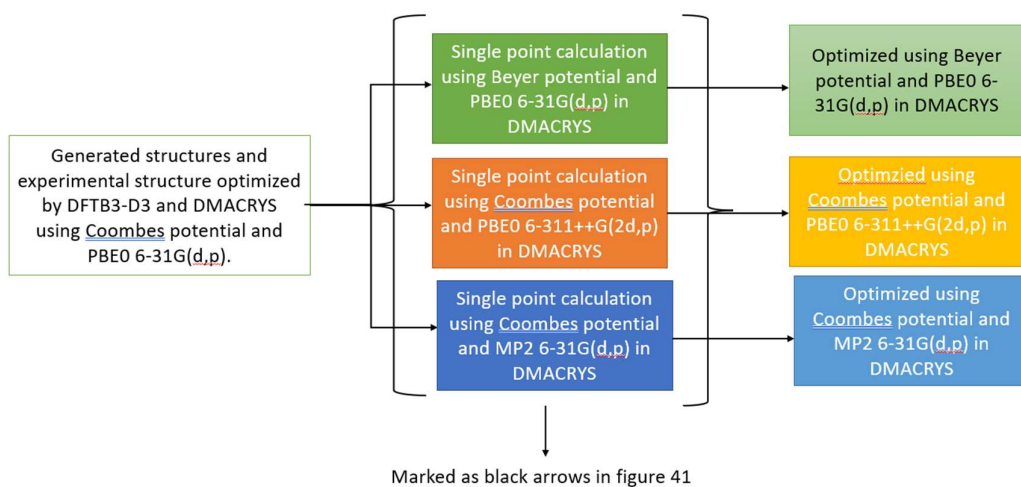 Generated structures and
experimental structure optimized
by DFTB3-D3 and DMACRYS
using Coombes potential and
PBE0 6-31G(d,p).
Single point calculation
using Beyer potential and
PBE0 6-31G(d,p) in
DMACRYS
Single point calculation
using Coombes potential
and PBE0 6-311++G(2d,p)
in DMACRYS
Single point calculation
using Coombes potential
and MP2 6-31G(d,p) in
DMACRYS
Optimized using Beyer
potential and PBE0 6-
31G(d,p) in DMACRYS
Optimzied using
Coombes potential and
PBE0 6-311++G(2d,p) in
DMACRYS
Optimized using
Coombes potential and
MP2 6-31G(d,p) in
DMACRYS
Marked as black arrows in figure 41